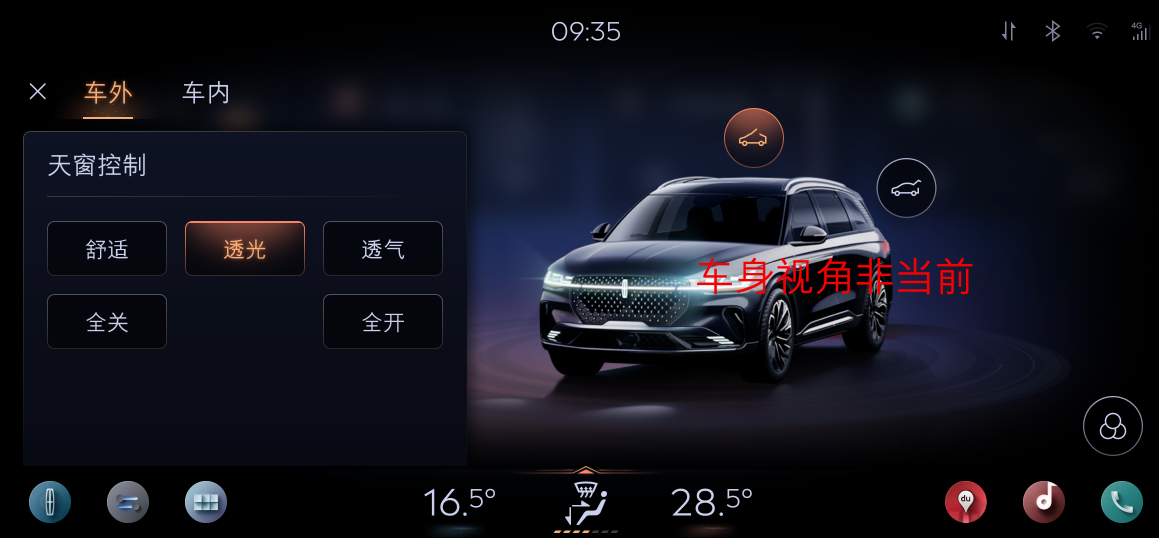 09:35
4G
车外 车内
天窗控制
舒适 透光 透气
全关 全开
车身视角非当前
16.5° 28.5°
du